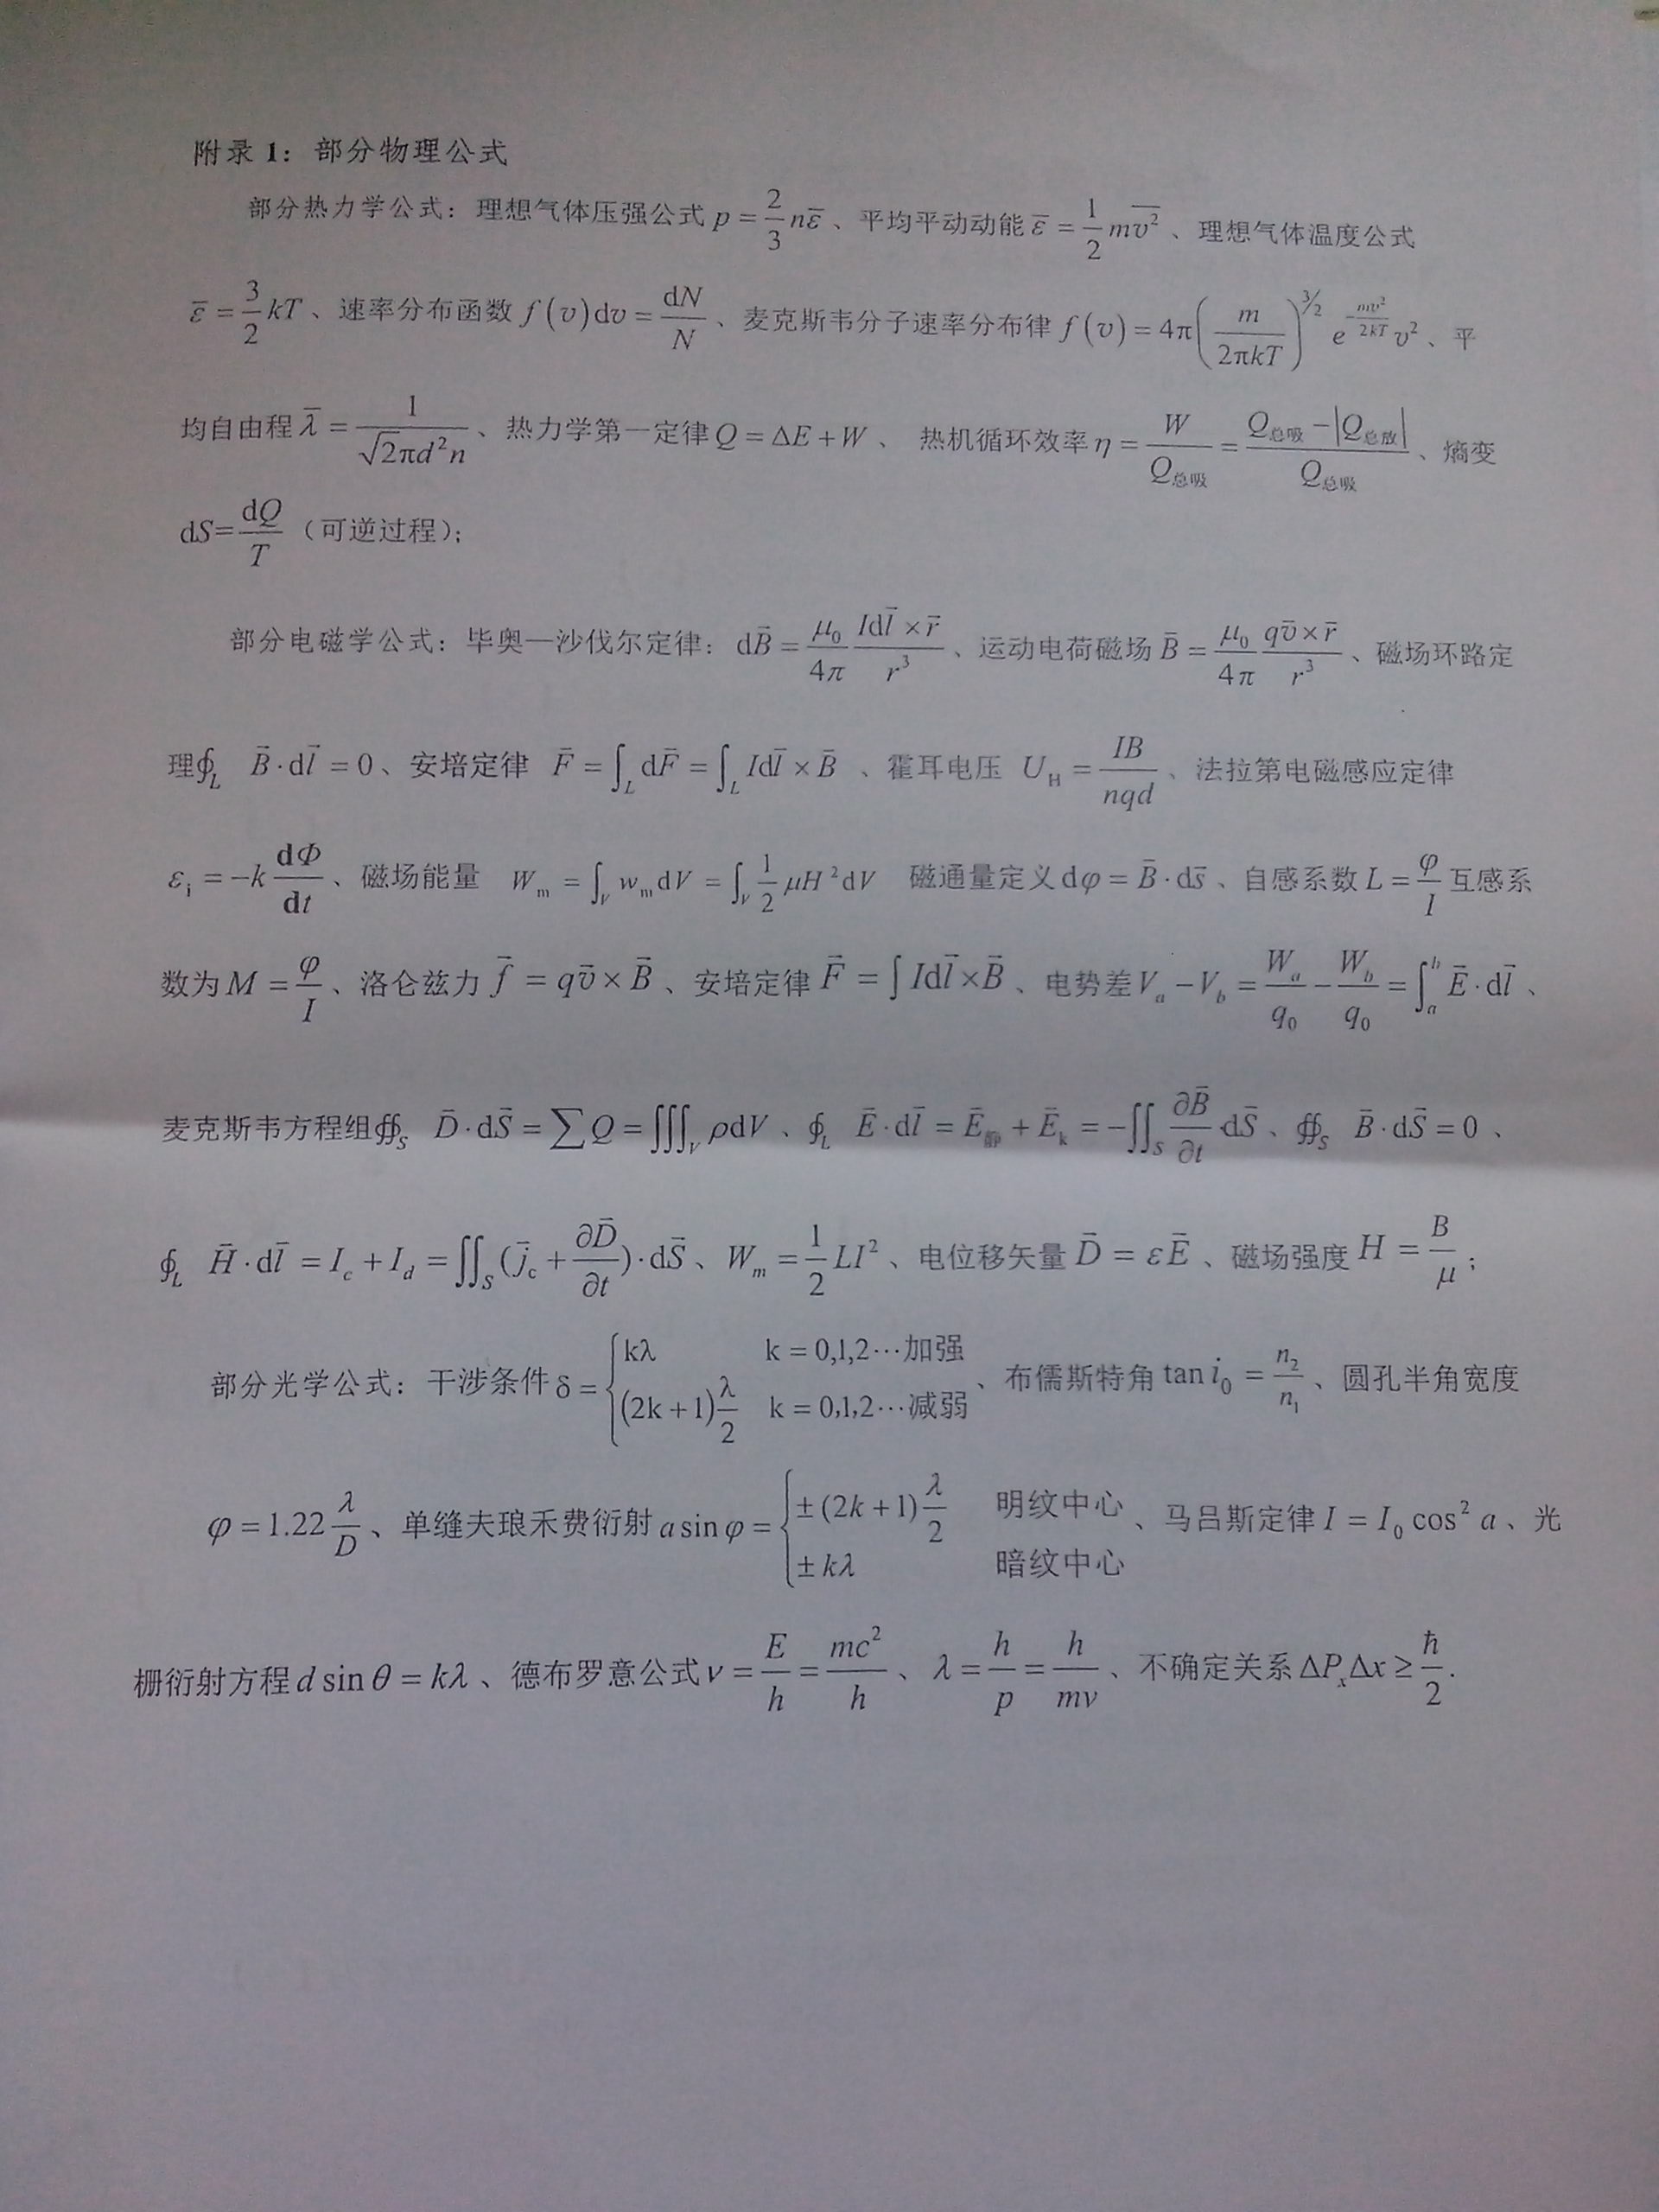 附录 1：部分物理公式
部分热力学公式：理想气体压强公式 $p=\frac{2}{3}n\bar{\varepsilon}$、平均平动动能 $\bar{\varepsilon}=\frac{1}{2}m\overline{v^2}$、理想气体温度公式
$\bar{\varepsilon}=\frac{3}{2}kT$、速率分布函数 $f(v)\mathrm{d}v=\frac{\mathrm{d}N}{N}$、麦克斯韦分子速率分布律 $f(v)=4\pi\left(\frac{m}{2\pi kT}\right)^{3/2}e^{-\frac{mv^2}{2kT}}v^2$、平
均自由程 $\bar{\lambda}=\frac{1}{\sqrt{2}\pi d^2n}$、热力学第一定律 $Q=\Delta E+W$、热机循环效率 $\eta=\frac{W}{Q_{总吸}}=\frac{Q_{总吸}-|Q_{总放}|}{Q_{总吸}}$、熵变
$\mathrm{d}S=\frac{\mathrm{d}Q}{T}$（可逆过程）；
部分电磁学公式：毕奥—沙伐尔定律：$\mathrm{d}\vec{B}=\frac{\mu_0}{4\pi}\frac{I\mathrm{d}\vec{l}\times\vec{r}}{r^3}$、运动电荷磁场 $\vec{B}=\frac{\mu_0}{4\pi}\frac{q\vec{v}\times\vec{r}}{r^3}$、磁场环路定
理 $\oint_L \vec{B}\cdot\mathrm{d}\vec{l}=0$、安培定律 $\vec{F}=\int_L\mathrm{d}\vec{F}=\int_L I\mathrm{d}\vec{l}\times\vec{B}$、霍耳电压 $U_{\mathrm{H}}=\frac{IB}{nqd}$、法拉第电磁感应定律
$\varepsilon_{\mathrm{i}}=-k\frac{\mathrm{d}\Phi}{\mathrm{d}t}$、磁场能量 $W_{\mathrm{m}}=\int_V w_{\mathrm{m}}\mathrm{d}V=\int_V\frac{1}{2}\mu H^2\mathrm{d}V$ 磁通量定义 $\mathrm{d}\varphi=\vec{B}\cdot\mathrm{d}\vec{s}$、自感系数 $L=\frac{\varphi}{I}$ 互感系
数为 $M=\frac{\varphi}{I}$、洛仑兹力 $\vec{f}=q\vec{v}\times\vec{B}$、安培定律 $\vec{F}=\int I\mathrm{d}\vec{l}\times\vec{B}$、电势差 $V_a-V_b=\frac{W_a}{q_0}-\frac{W_b}{q_0}=\int_a^b\vec{E}\cdot\mathrm{d}\vec{l}$、
麦克斯韦方程组 $\oiint_S \vec{D}\cdot\mathrm{d}\vec{S}=\sum Q=\iiint_V\rho\mathrm{d}V$、$\oint_L \vec{E}\cdot\mathrm{d}\vec{l}=\vec{E}_{静}+\vec{E}_{\mathrm{k}}=-\iint_S\frac{\partial\vec{B}}{\partial t}\cdot\mathrm{d}\vec{S}$、$\oiint_S \vec{B}\cdot\mathrm{d}\vec{S}=0$、
$\oint_L \vec{H}\cdot\mathrm{d}\vec{l}=I_c+I_d=\iint_S(\vec{j}_{\mathrm{c}}+\frac{\partial\vec{D}}{\partial t})\cdot\mathrm{d}\vec{S}$、$W_m=\frac{1}{2}LI^2$、电位移矢量 $\vec{D}=\varepsilon\vec{E}$、磁场强度 $H=\frac{B}{\mu}$；
部分光学公式：干涉条件 $\delta=\begin{cases}k\lambda & k=0,1,2\cdots加强\\(2k+1)\frac{\lambda}{2} & k=0,1,2\cdots减弱\end{cases}$、布儒斯特角 $\tan i_0=\frac{n_2}{n_1}$、圆孔半角宽度
$\varphi=1.22\frac{\lambda}{D}$、单缝夫琅禾费衍射 $a\sin\varphi=\begin{cases}\pm(2k+1)\frac{\lambda}{2} & 明纹中心\\\pm k\lambda & 暗纹中心\end{cases}$、马吕斯定律 $I=I_0\cos^2 a$、光
栅衍射方程 $d\sin\theta=k\lambda$、德布罗意公式 $\nu=\frac{E}{h}=\frac{mc^2}{h}$、$\lambda=\frac{h}{p}=\frac{h}{mv}$、不确定关系 $\Delta P_x\Delta x\geq\frac{\hbar}{2}$.